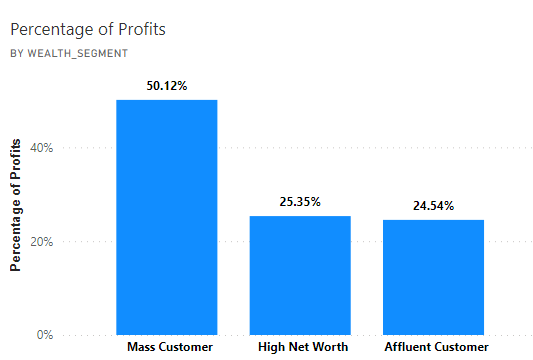 Percentage of Profits
BY WEALTH_SEGMENT
Percentage of Profits
40%
20%
0%
50.12%
25.35%
24.54%
Mass Customer
High Net Worth
Affluent Customer